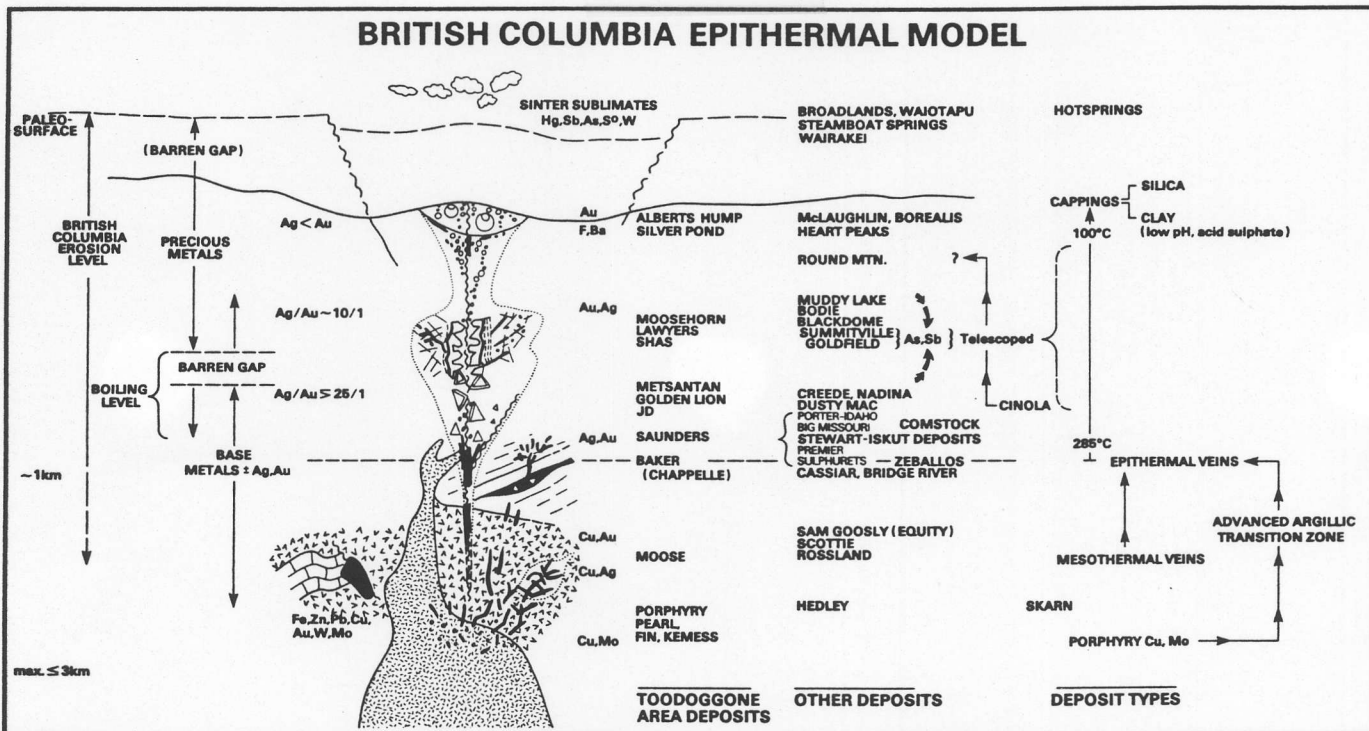 BRITISH COLUMBIA EPITHERMAL MODEL
PALEO-
SURFACE
(BARREN GAP)
BRITISH
COLUMBIA
EROSION
LEVEL
PRECIOUS
METALS
BARREN GAP
BOILING
LEVEL
BASE
METALS ± Ag,Au
~1km
max. ≤ 3km
Ag < Au
Ag/Au ~ 10/1
Ag/Au ≤ 25/1
SINTER SUBLIMATES
Hg,Sb,As,S°,W
Au
F,Ba
Au,Ag
Ag,Au
Cu,Au
Cu,Ag
Cu,Mo
Fe,Zn,Pb,Cu,
Au,W,Mo
ALBERTS HUMP
SILVER POND
MOOSEHORN
LAWYERS
SHAS
METSANTAN
GOLDEN LION
JD
SAUNDERS
BAKER
(CHAPPELLE)
MOOSE
PORPHYRY
PEARL,
FIN, KEMESS
TOODOGGONE
AREA DEPOSITS
BROADLANDS, WAIOTAPU
STEAMBOAT SPRINGS
WAIRAKEI
McLAUGHLIN, BOREALIS
HEART PEAKS
ROUND MTN.
?
MUDDY LAKE
BODIE
BLACKDOME
SUMMITVILLE
GOLDFIELD
As,Sb
Telescoped
CREEDE, NADINA
DUSTY MAC
CINOLA
PORTER-IDAHO
BIG MISSOURI
COMSTOCK
STEWART-ISKUT DEPOSITS
PREMIER
SULPHURETS
ZEBALLOS
CASSIAR, BRIDGE RIVER
SAM GOOSLY (EQUITY)
SCOTTIE
ROSSLAND
HEDLEY
OTHER DEPOSITS
HOTSPRINGS
SILICA
CAPPINGS
CLAY
(low pH, acid sulphate)
100°C
285°C
EPITHERMAL VEINS
ADVANCED ARGILLIC
TRANSITION ZONE
MESOTHERMAL VEINS
SKARN
PORPHYRY Cu, Mo
DEPOSIT TYPES